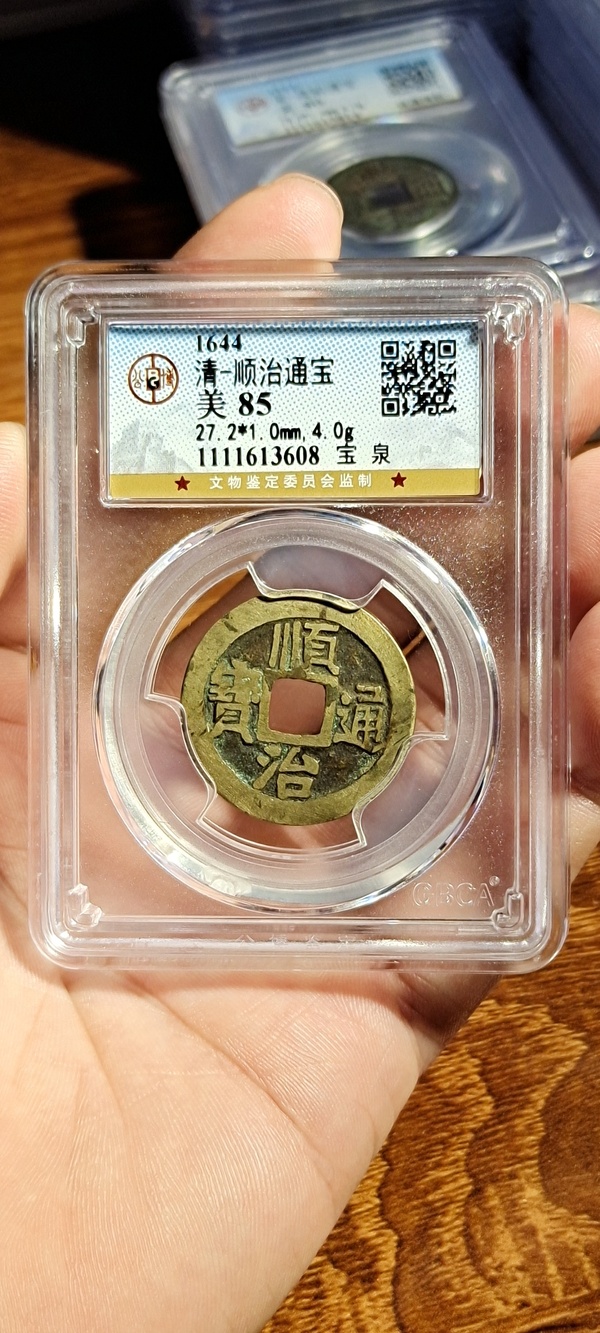 1644
清-顺治通宝
美 85
27.2*1.0mm,4.0g
1111613608 宝 泉
★ 文物鉴定委员会监制 ★
順
治
通
寳
GBCA